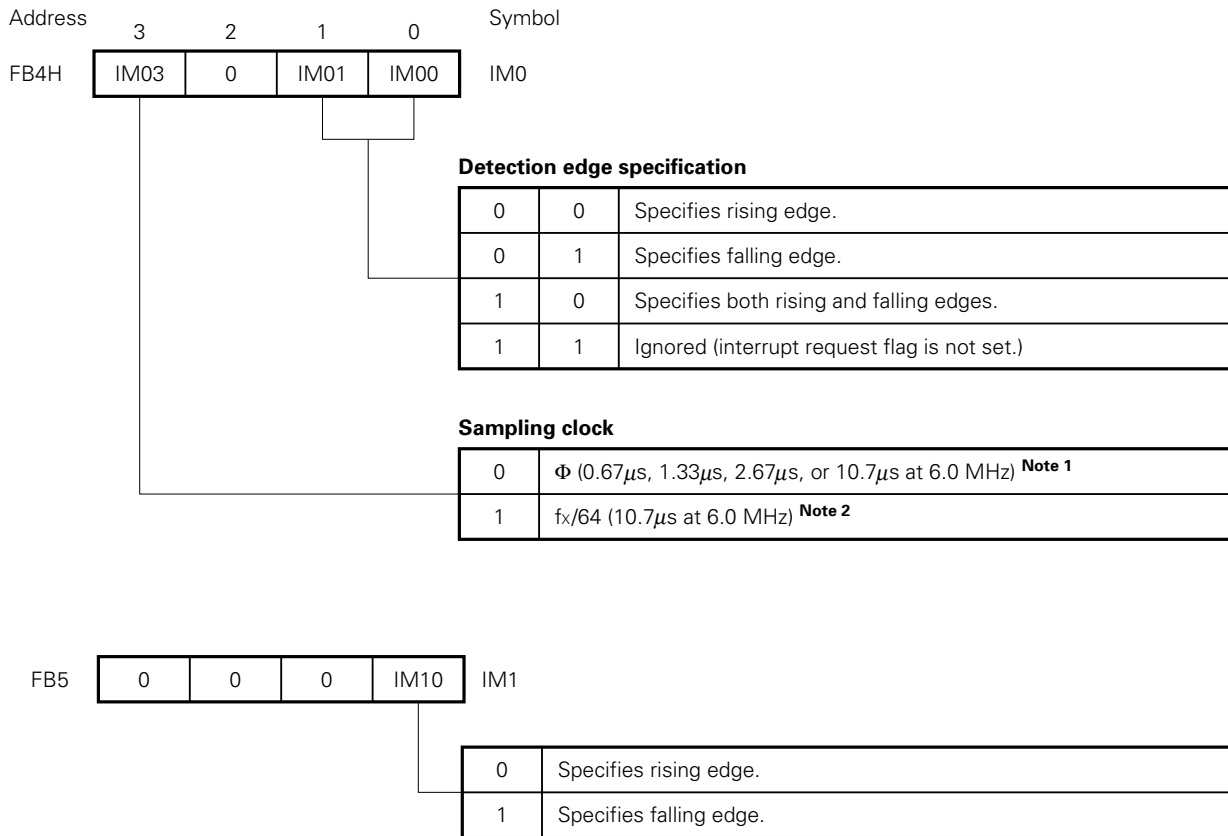 Address 3 2 1 0 Symbol
FB4H IM03 0 IM01 IM00 IM0
Detection edge specification
0 0 Specifies rising edge.
0 1 Specifies falling edge.
1 0 Specifies both rising and falling edges.
1 1 Ignored (interrupt request flag is not set.)
Sampling clock
0 Φ (0.67μs, 1.33μs, 2.67μs, or 10.7μs at 6.0 MHz) Note 1
1 fx/64 (10.7μs at 6.0 MHz) Note 2
FB5 0 0 0 IM10 IM1
0 Specifies rising edge.
1 Specifies falling edge.